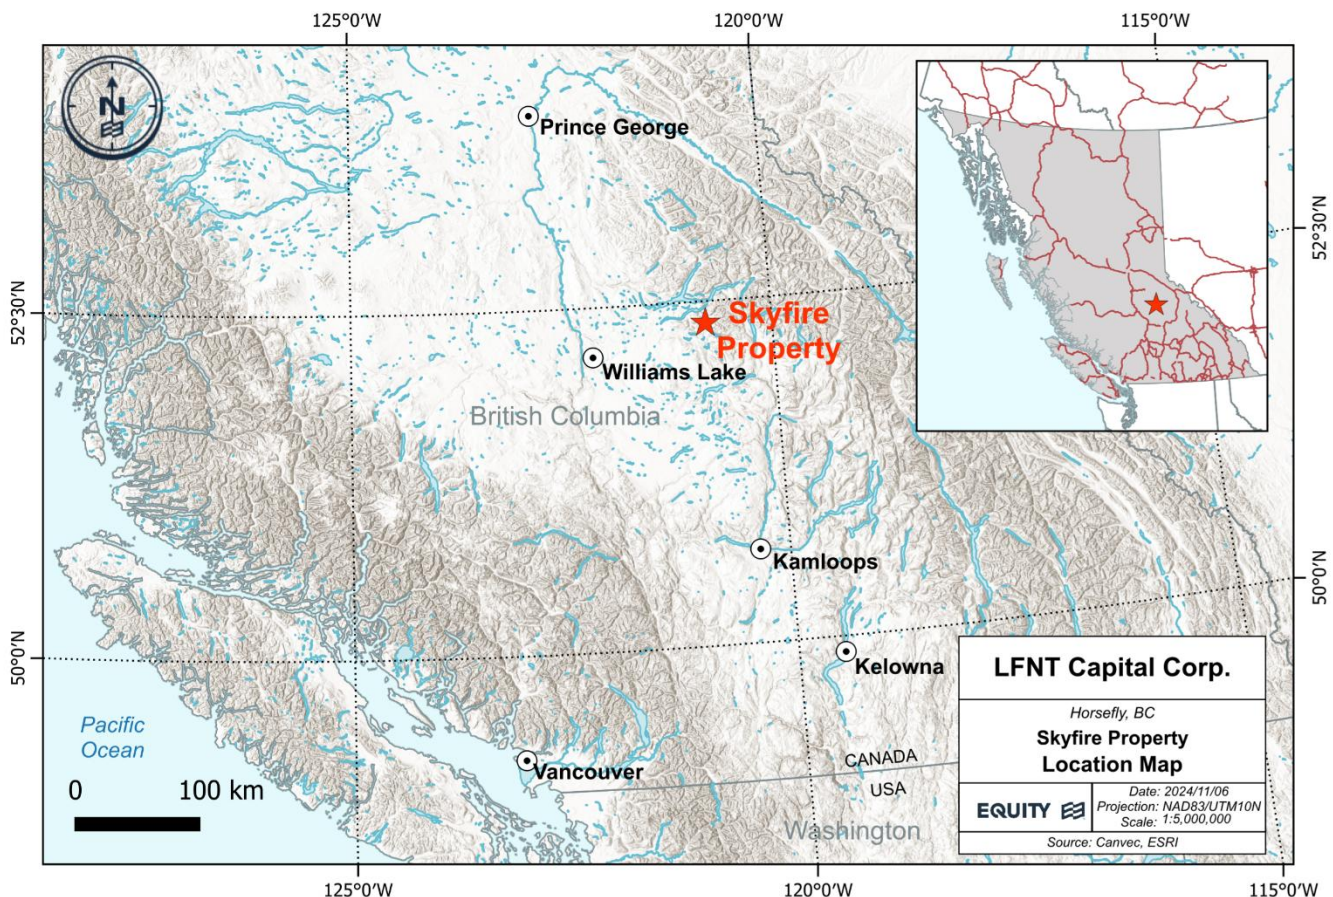 125°0'W
120°0'W
115°0'W
N
Prince George
52°30'N
52°30'N
Skyfire
Property
Williams Lake
British Columbia
Kamloops
50°0'N
50°0'N
Kelowna
Pacific
Ocean
Vancouver
CANADA
USA
Washington
0 100 km
LFNT Capital Corp.
Horsefly, BC
Skyfire Property
Location Map
EQUITY
Date: 2024/11/06
Projection: NAD83/UTM10N
Scale: 1:5,000,000
Source: Canvec, ESRI
125°0'W
120°0'W
115°0'W